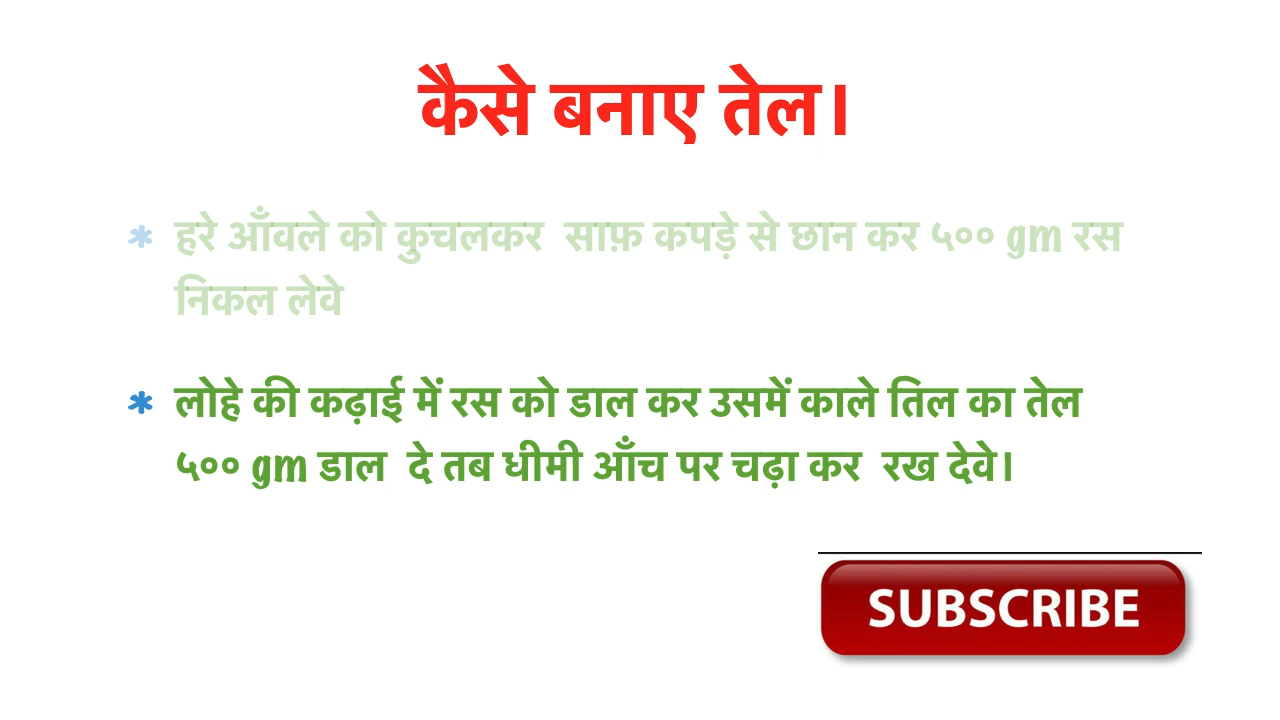 कैसे बनाए तेल।
* हरे आँवले को कुचलकर साफ़ कपड़े से छान कर ५०० gm रस
निकल लेवे
* लोहे की कढ़ाई में रस को डाल कर उसमें काले तिल का तेल
५०० gm डाल दे तब धीमी आँच पर चढ़ा कर रख देवे।
SUBSCRIBE